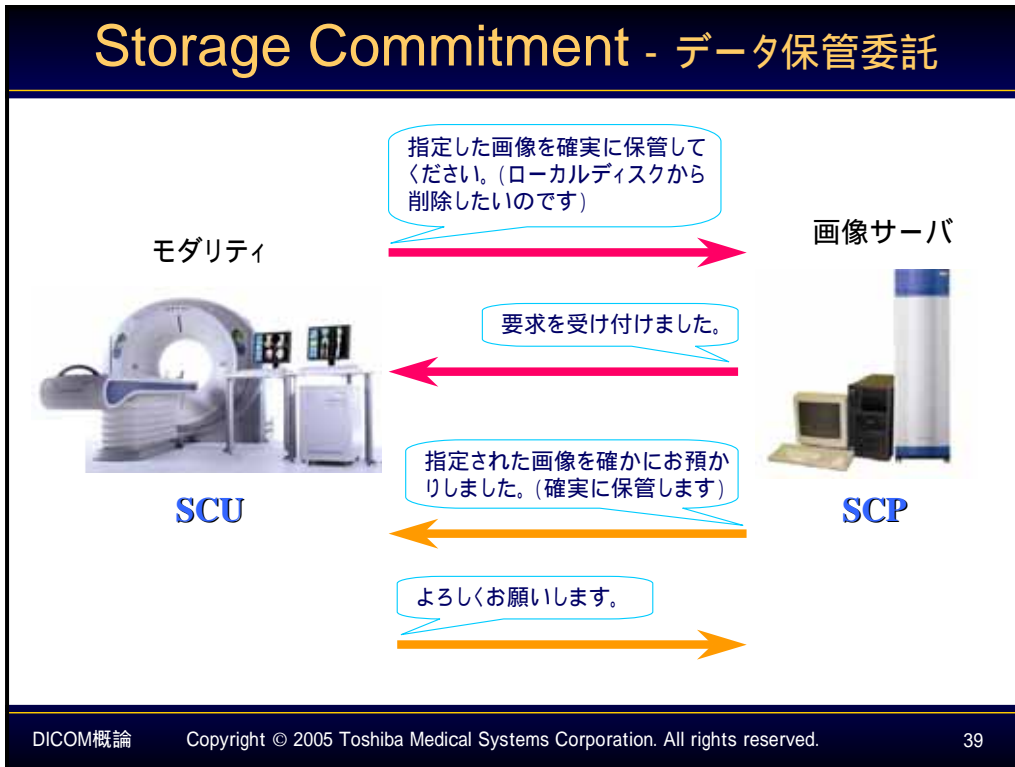 Storage Commitment - データ保管委託
指定した画像を確実に保管して
ください。(ローカルディスクから
削除したいのです)
モダリティ
画像サーバ
要求を受け付けました。
指定された画像を確かにお預か
りしました。(確実に保管します)
SCU
SCP
よろしくお願いします。
DICOM概論 Copyright © 2005 Toshiba Medical Systems Corporation. All rights reserved. 39